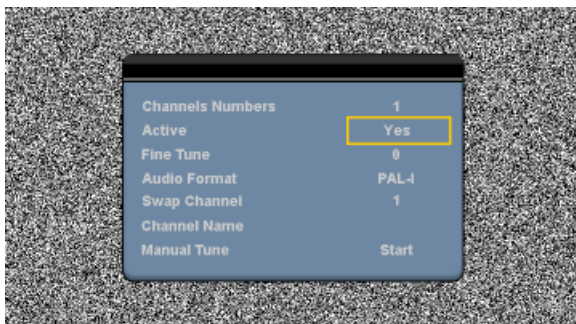 Channels Numbers 1
Active Yes
Fine Tune 0
Audio Format PAL-I
Swap Channel 1
Channel Name
Manual Tune Start